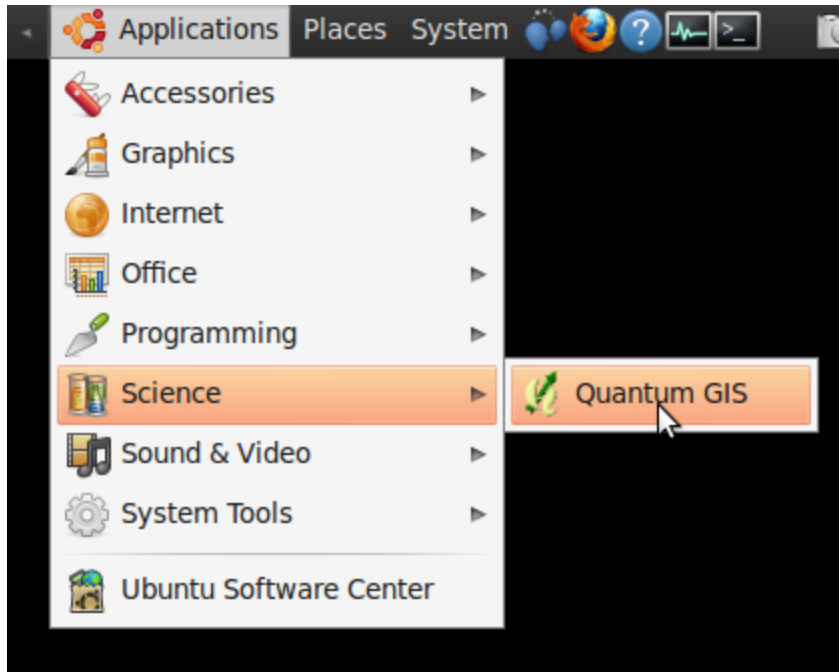 Applications Places System
Accessories
Graphics
Internet
Office
Programming
Science
Quantum GIS
Sound & Video
System Tools
Ubuntu Software Center